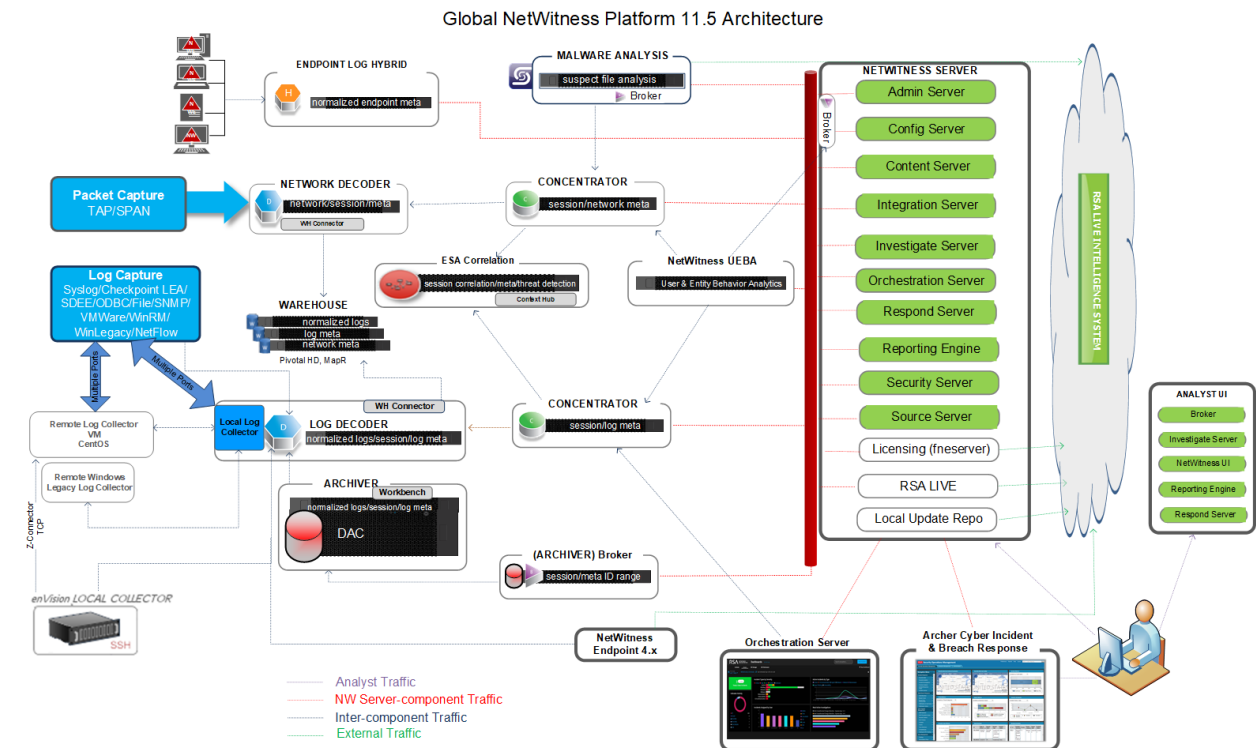 Global NetWitness Platform 11.5 Architecture
ENDPOINT LOG HYBRID
H
normalized endpoint meta
N
N
N
NW
MALWARE ANALYSIS
suspect file analysis
Broker
NETWITNESS SERVER
Broker
Admin Server
Config Server
Content Server
Integration Server
Investigate Server
Orchestration Server
Respond Server
Reporting Engine
Security Server
Source Server
Licensing (fneserver)
RSA LIVE
Local Update Repo
RSA LIVE INTELLIGENCE SYSTEM
Packet Capture
TAP/SPAN
NETWORK DECODER
D
network/session/meta
WH Connector
CONCENTRATOR
C
session/network meta
ESA Correlation
session correlation/meta/threat detection
Context Hub
NetWitness UEBA
User & Entity Behavior Analytics
Log Capture
Syslog/Checkpoint LEA/
SDEE/ODBC/File/SNMP/
VMWare/WinRM/
WinLegacy/NetFlow
WAREHOUSE
normalized logs
log meta
network meta
Pivotal HD, MapR
Multiple Ports
Multiple Ports
Remote Log Collector
VM
CentOS
Remote Windows
Legacy Log Collector
WH Connector
Local Log
Collector
D
LOG DECODER
normalized logs/session/log meta
CONCENTRATOR
C
session/log meta
ARCHIVER
Workbench
normalized logs/session/log meta
DAC
(ARCHIVER) Broker
session/meta ID range
Z-Connector
TCP
enVision LOCAL COLLECTOR
SSH
NetWitness
Endpoint 4.x
ANALYST UI
Broker
Investigate Server
NetWitness UI
Reporting Engine
Respond Server
Orchestration Server
RSA
Archer Cyber Incident
& Breach Response
Analyst Traffic
NW Server-component Traffic
Inter-component Traffic
External Traffic